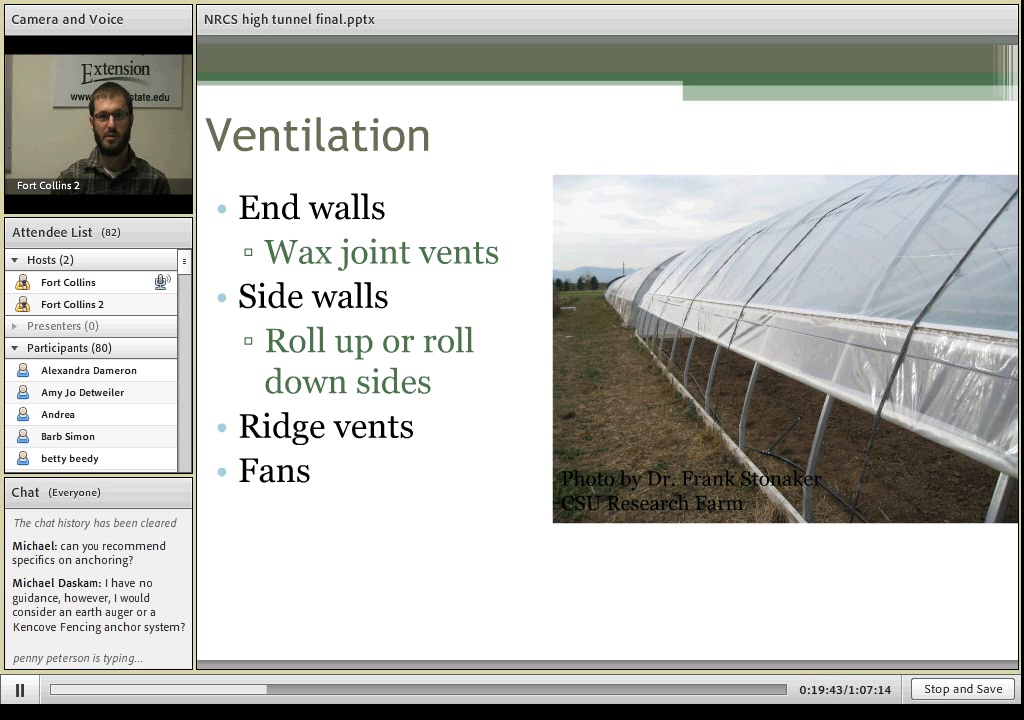 Camera and Voice
Extension
www. state.edu
Fort Collins 2
Attendee List (82)
Hosts (2)
Fort Collins
Fort Collins 2
Presenters (0)
Participants (80)
Alexandra Dameron
Amy Jo Detweiler
Andrea
Barb Simon
betty beedy
Chat (Everyone)
The chat history has been cleared
Michael: can you recommend
specifics on anchoring?
Michael Daskam: I have no
guidance, however, I would
consider an earth auger or a
Kencove Fencing anchor system?
penny peterson is typing...
NRCS high tunnel final.pptx
Ventilation
• End walls
▫ Wax joint vents
• Side walls
▫ Roll up or roll
down sides
• Ridge vents
• Fans
Photo by Dr. Frank Stonaker
CSU Research Farm
0:19:43/1:07:14
Stop and Save